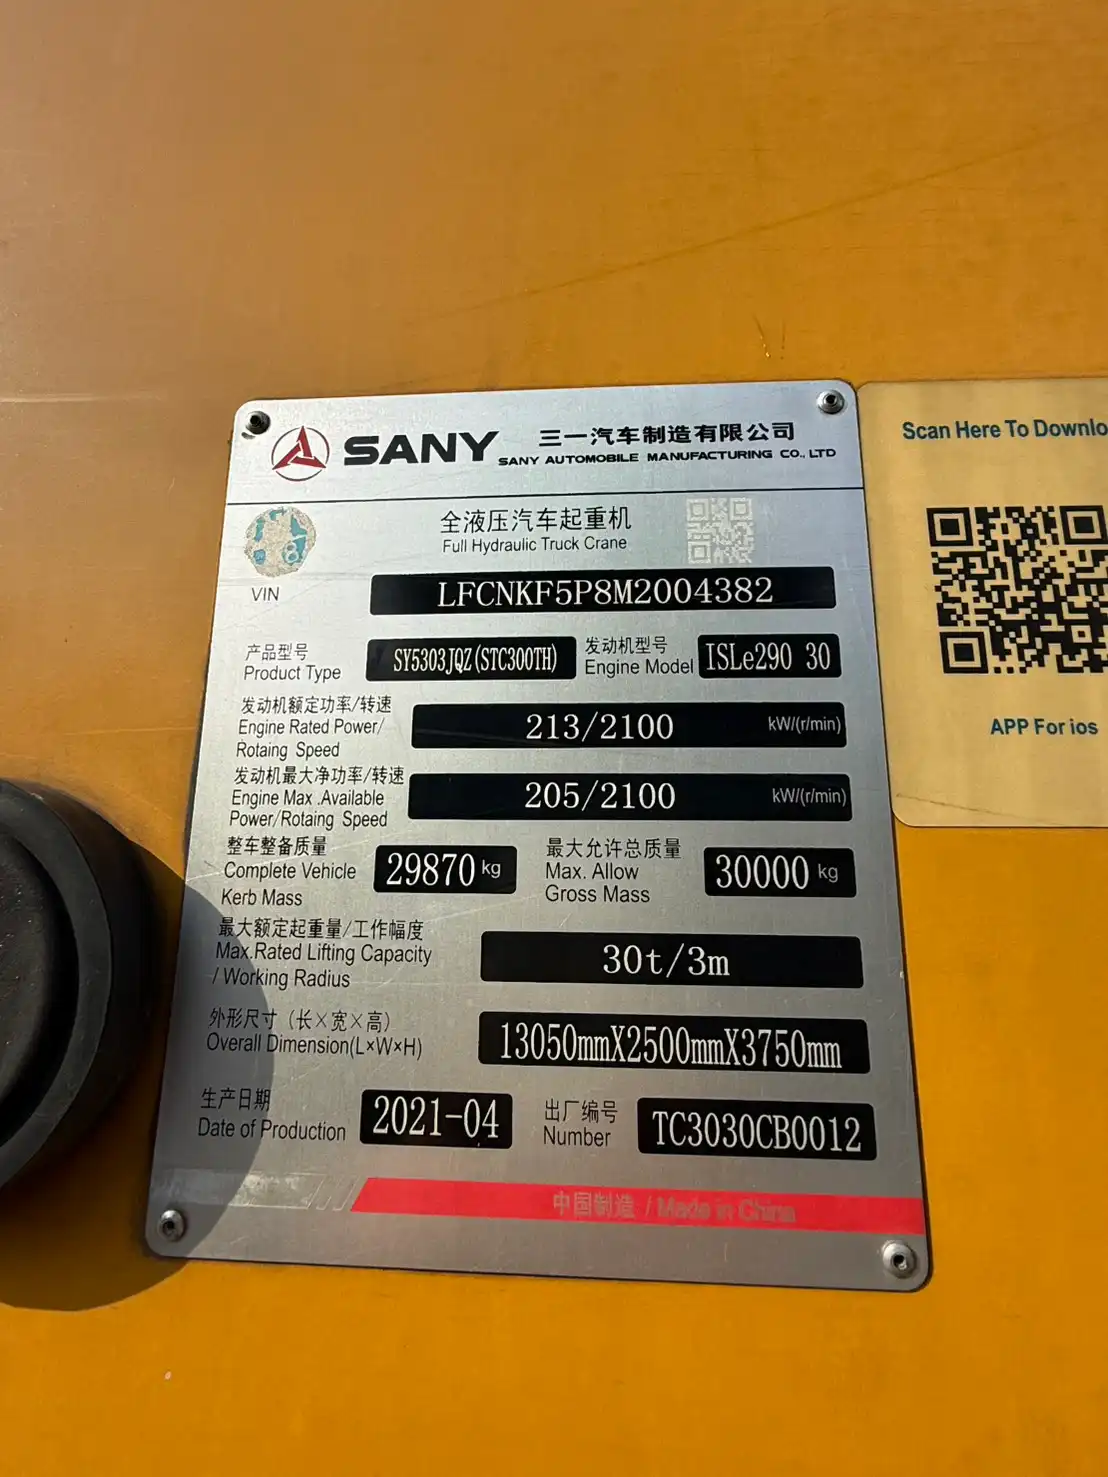 SANY 三一汽车制造有限公司
SANY AUTOMOBILE MANUFACTURING CO., LTD
全液压汽车起重机
Full Hydraulic Truck Crane
8
VIN
LFCNKF5P8M2004382
产品型号
Product Type
SY5303JQZ(STC300TH)
发动机型号
Engine Model
ISLe290 30
发动机额定功率/转速
Engine Rated Power/
Rotaing Speed
213/2100 kW/(r/min)
发动机最大净功率/转速
Engine Max .Available
Power/Rotaing Speed
205/2100 kW/(r/min)
整车整备质量
Complete Vehicle
Kerb Mass
29870 kg
最大允许总质量
Max. Allow
Gross Mass
30000 kg
最大额定起重量/工作幅度
Max.Rated Lifting Capacity
/ Working Radius
30t/3m
外形尺寸（长×宽×高）
Overall Dimension(L×W×H)
13050mmX2500mmX3750mm
生产日期
Date of Production
2021-04
出厂编号
Number
TC3030CB0012
中国制造 / Made in China
Scan Here To Downlo
APP For ios